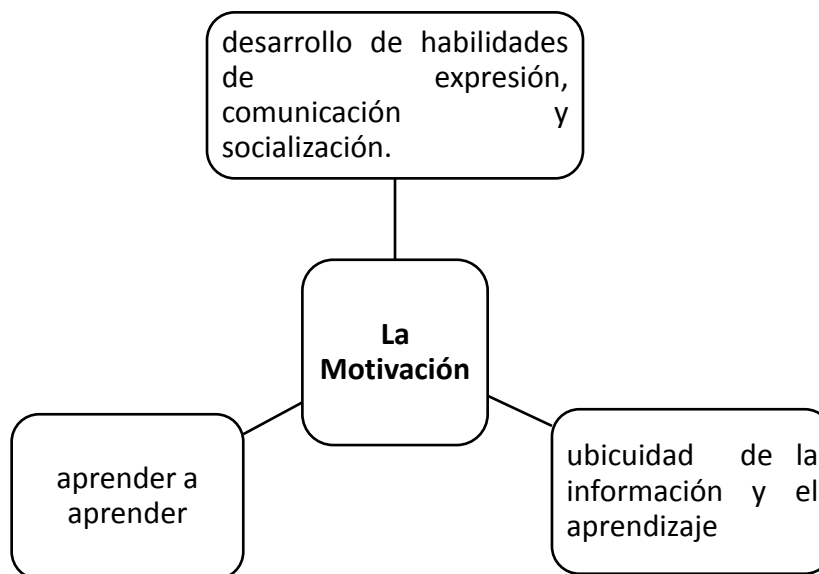 desarrollo de habilidades
de expresión,
comunicación y
socialización.
La
Motivación
aprender a
aprender
ubicuidad de la
información y el
aprendizaje